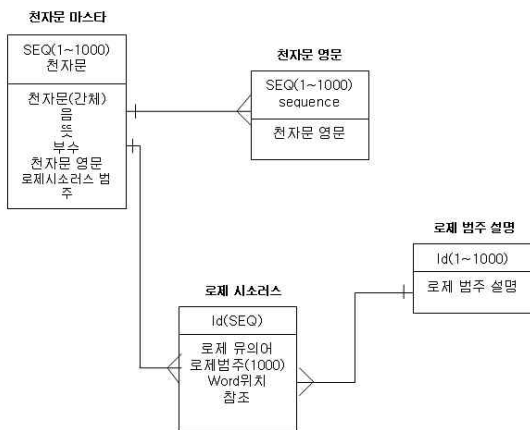 천자문 마스타
SEQ(1~1000)
천자문
천자문(간체)
음
뜻
부수
천자문 영문
로제시소러스 범
주
천자문 영문
SEQ(1~1000)
sequence
천자문 영문
로제 범주 설명
Id(1~1000)
로제 범주 설명
로제 시소러스
Id(SEQ)
로제 유의어
로제범주(1000)
Word위치
참조